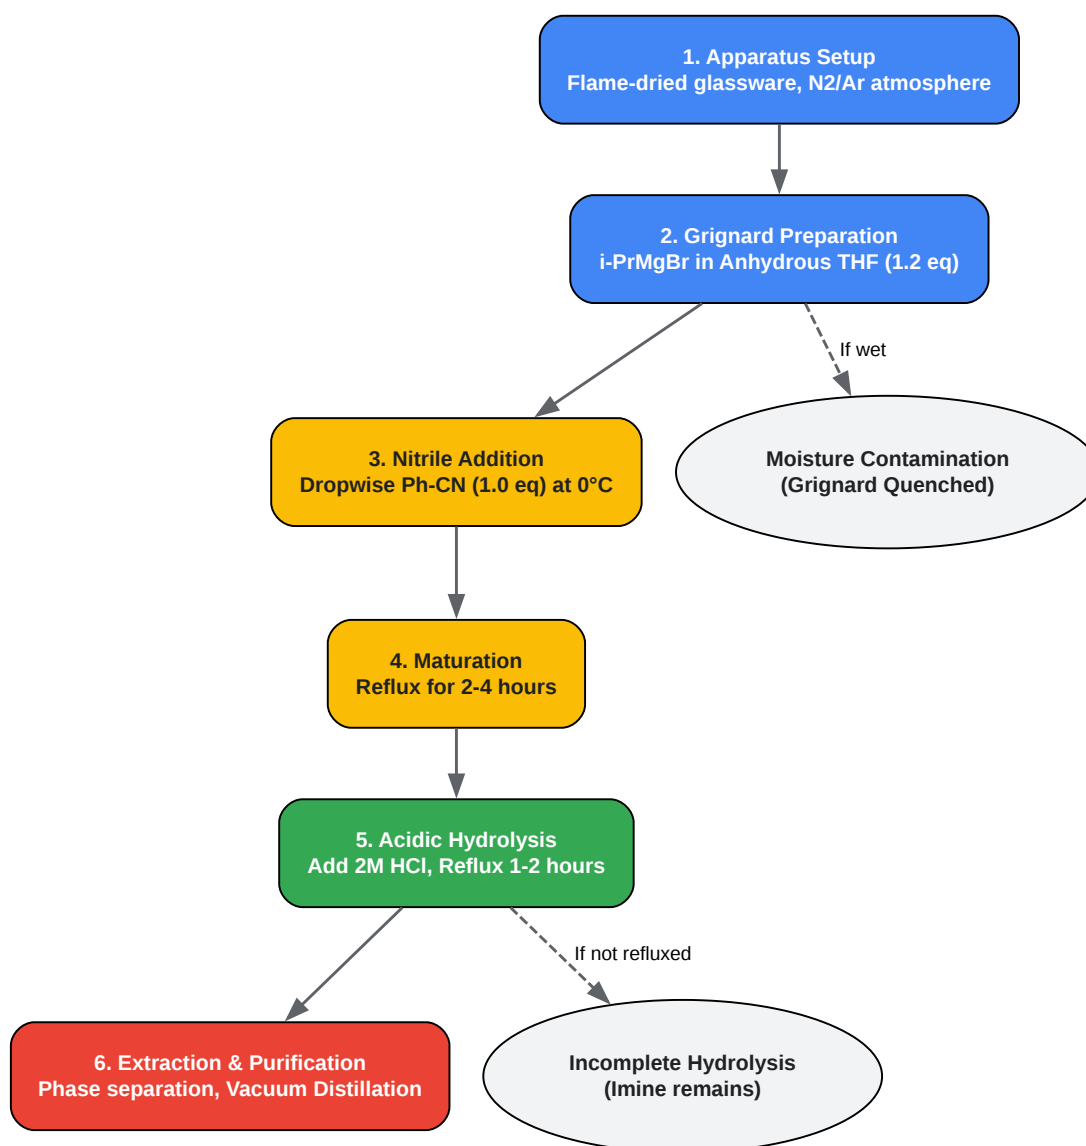 1. Apparatus Setup
Flame-dried glassware, N2/Ar atmosphere
2. Grignard Preparation
i-PrMgBr in Anhydrous THF (1.2 eq)
If wet
3. Nitrile Addition
Dropwise Ph-CN (1.0 eq) at 0°C
Moisture Contamination
(Grignard Quenched)
4. Maturation
Reflux for 2-4 hours
5. Acidic Hydrolysis
Add 2M HCl, Reflux 1-2 hours
If not refluxed
6. Extraction & Purification
Phase separation, Vacuum Distillation
Incomplete Hydrolysis
(Imine remains)